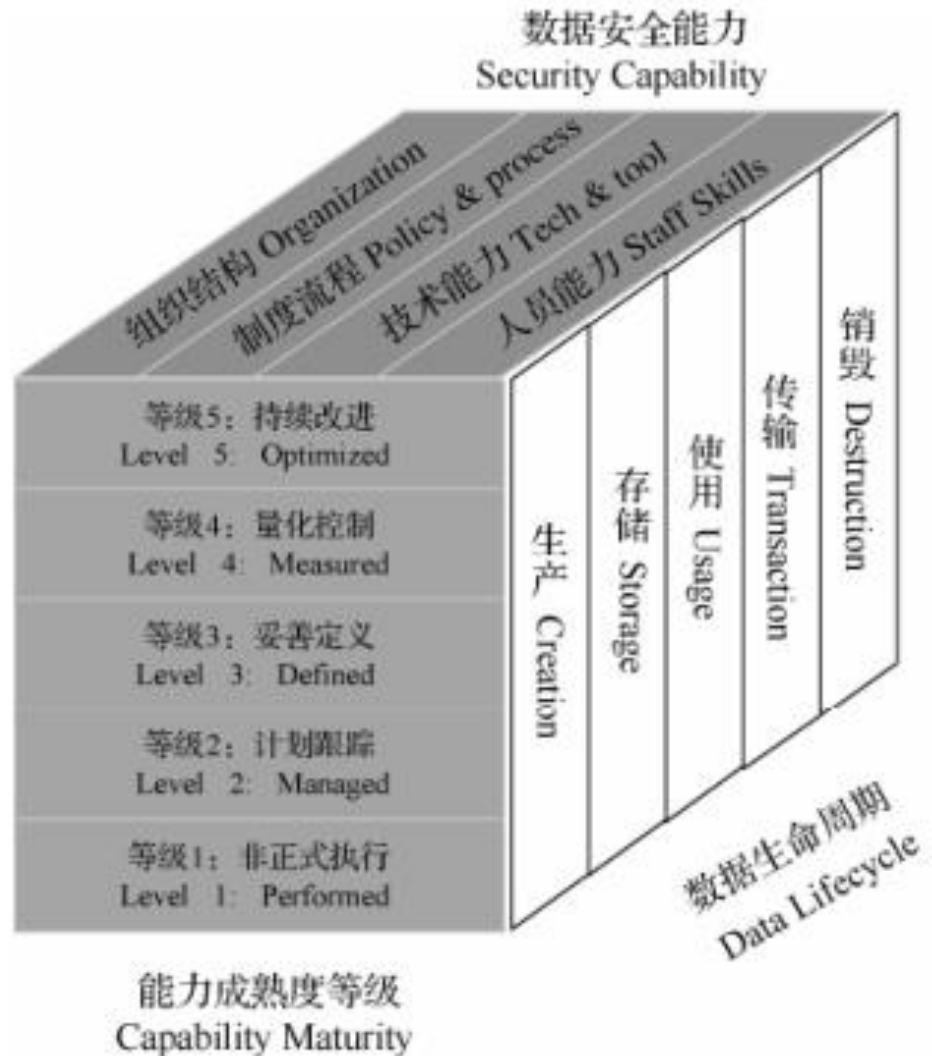 数据安全能力
Security Capability
组织结构 Organization
制度流程 Policy & process
技术能力 Tech & tool
人员能力 Staff Skills
等级5：持续改进
Level 5: Optimized
等级4：量化控制
Level 4: Measured
等级3：妥善定义
Level 3: Defined
等级2：计划跟踪
Level 2: Managed
等级1：非正式执行
Level 1: Performed
生产 Creation
存储 Storage
使用 Usage
传输 Transaction
销毁 Destruction
数据生命周期
Data Lifecycle
能力成熟度等级
Capability Maturity